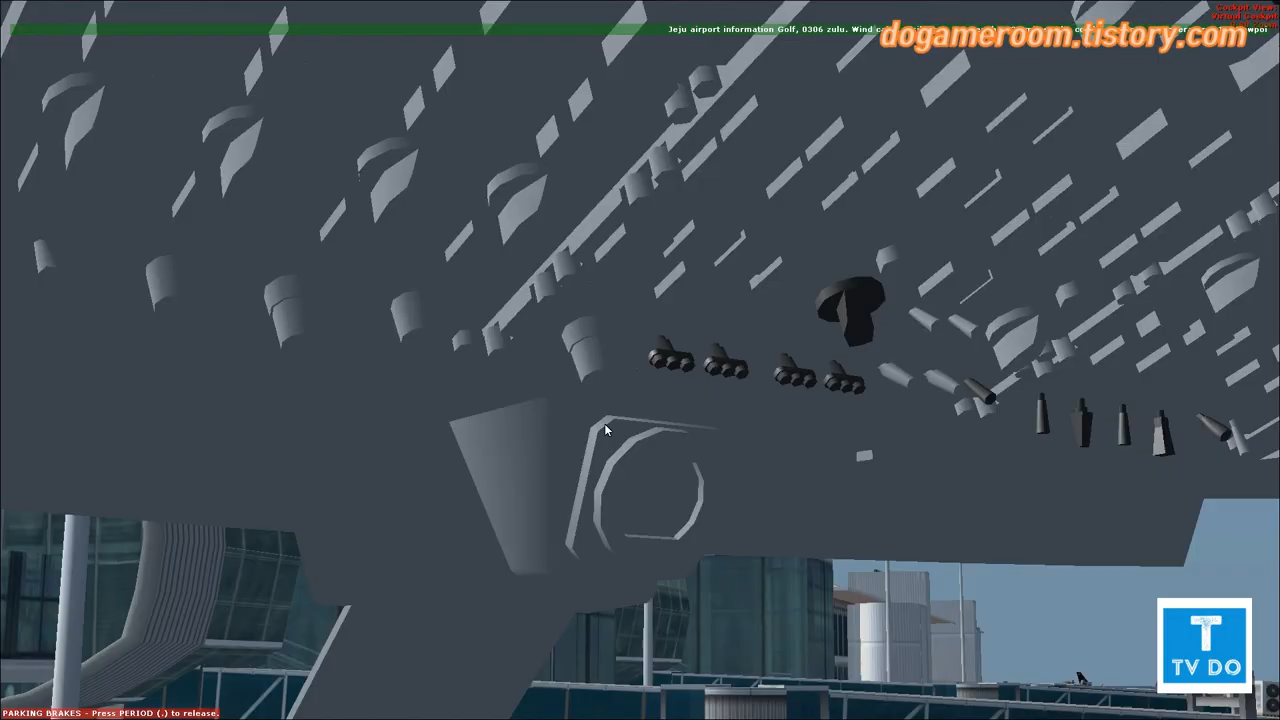 Cockpit View:
Virtual Cockpit
Jeju airport information Golf, 0306 zulu. Wind
dogameroom.tistory.com
T
TV DO
PARKING BRAKES - Press PERIOD (.) to release.